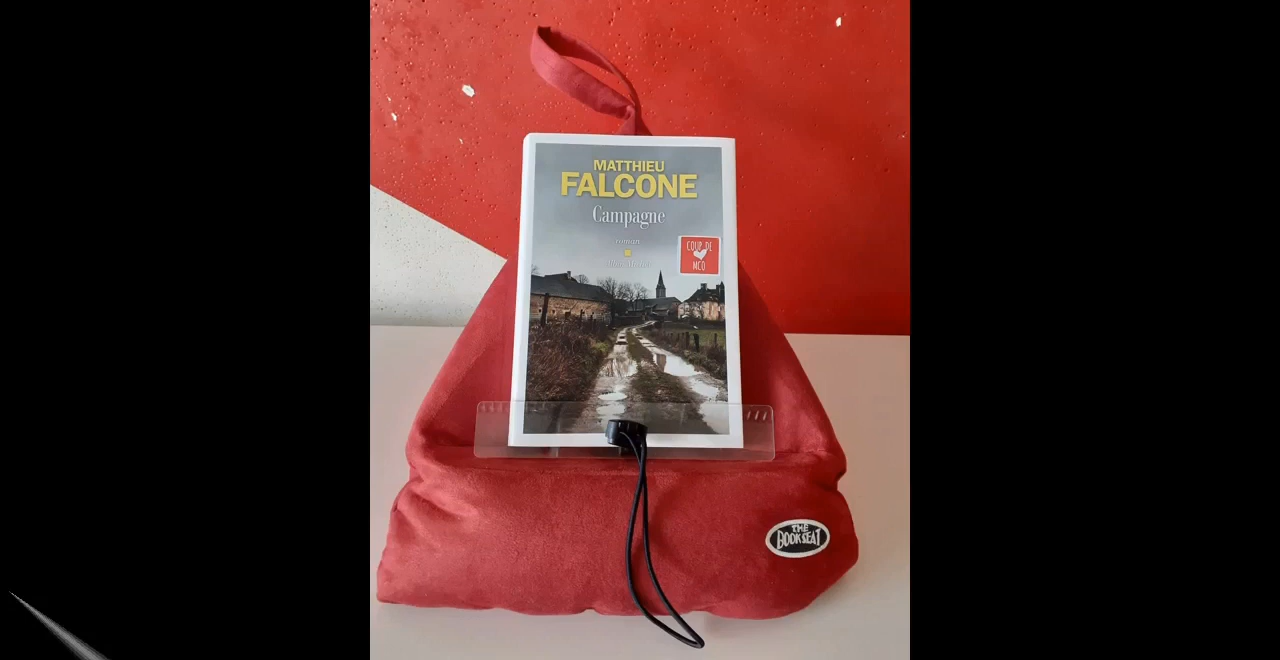 MATTHIEU
FALCONE
Campagne
roman
COUP DE
NCO
THE
BOOKSEAT